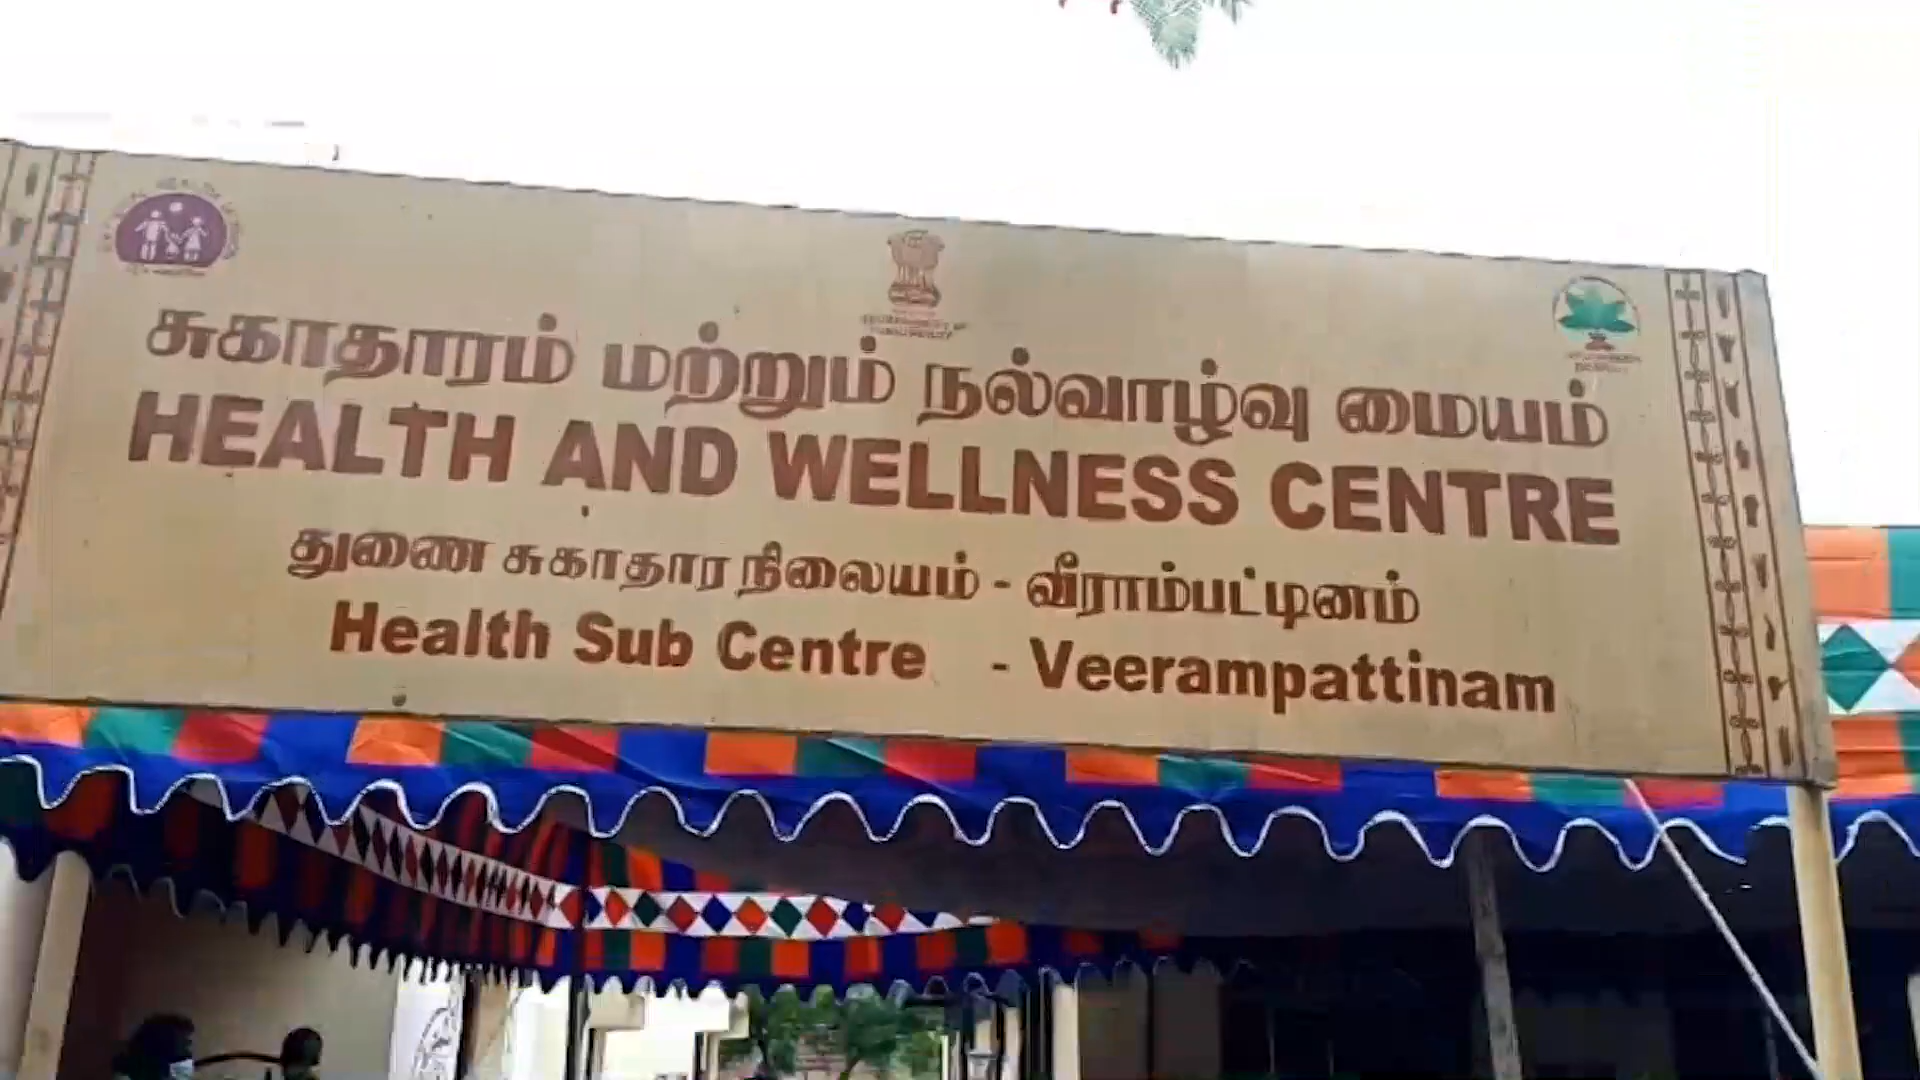 சுகாதாரம் மற்றும் நல்வாழ்வு மையம்
HEALTH AND WELLNESS CENTRE
துணை சுகாதார நிலையம் - வீராம்பட்டினம்
Health Sub Centre - Veerampattinam